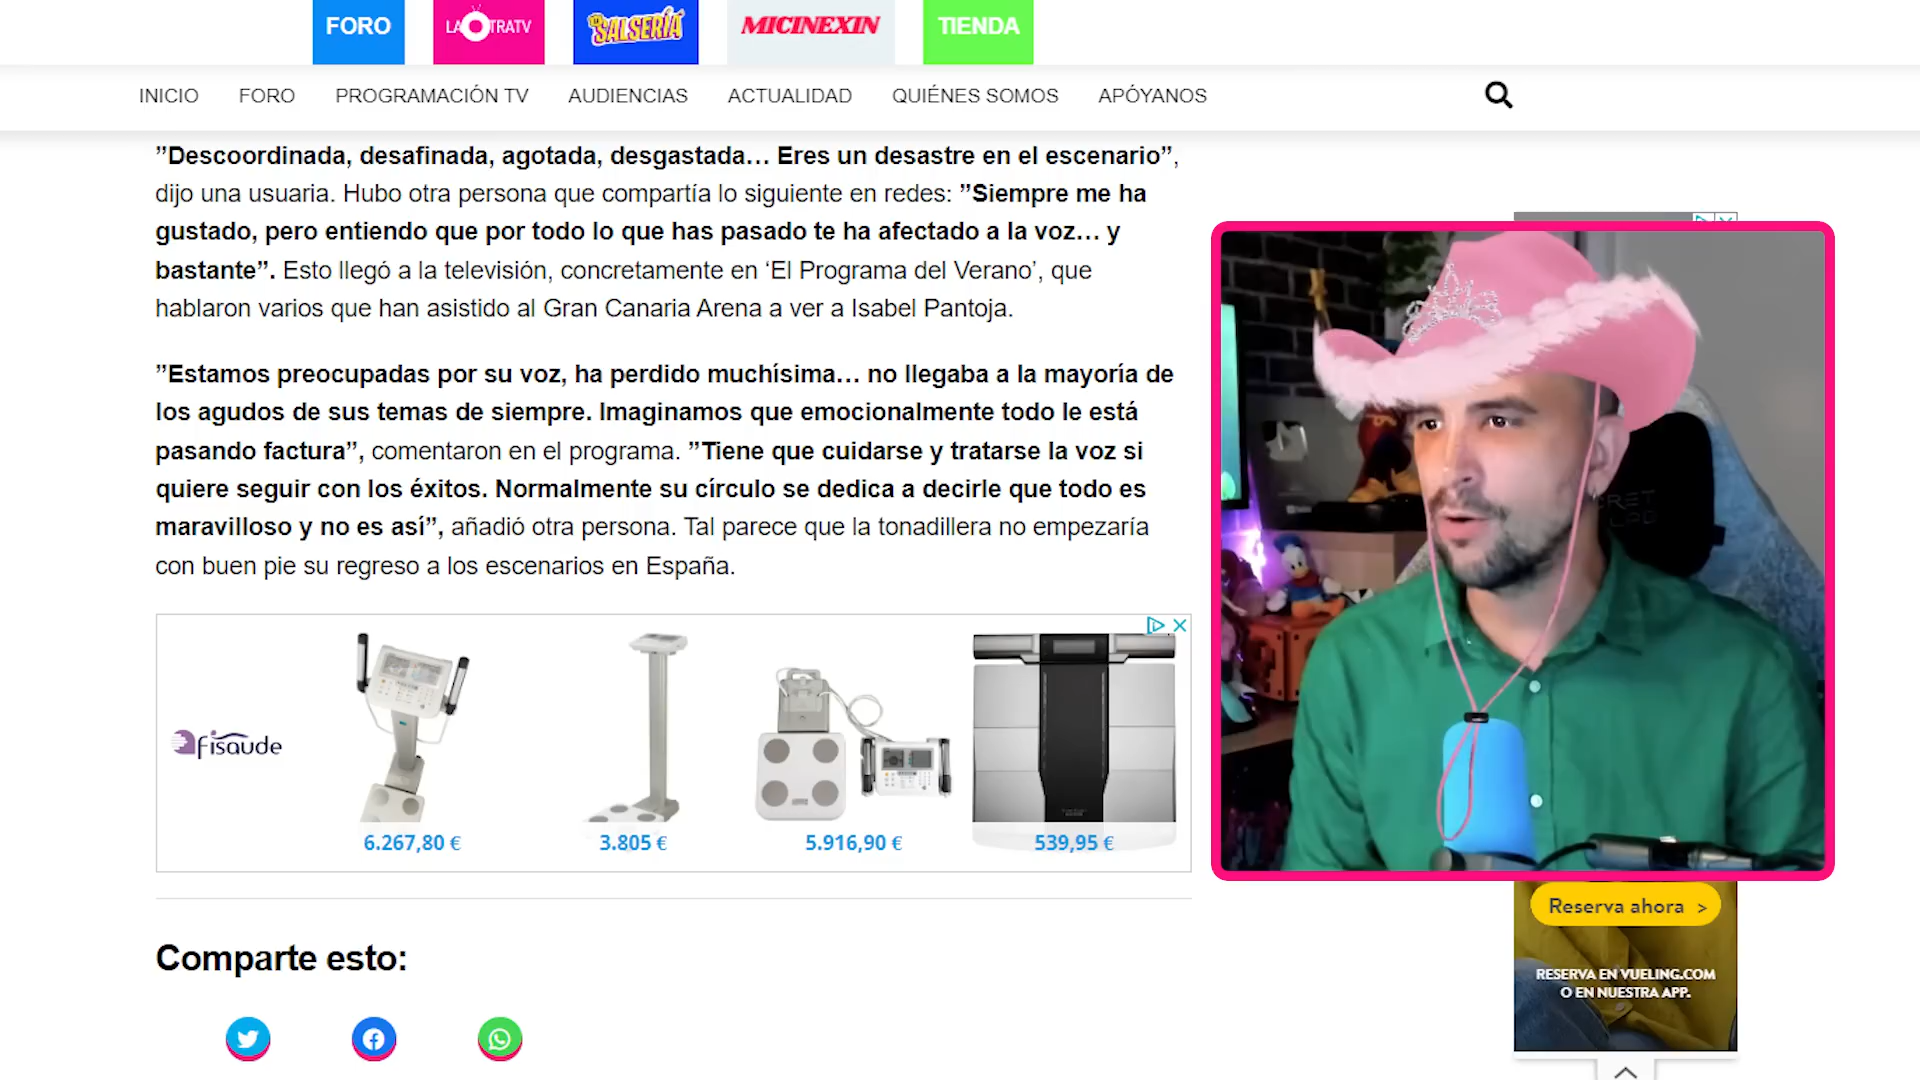 FORO
LA OTRATV
LA SALSERÍA
MICINEXIN
TIENDA
INICIO
FORO
PROGRAMACIÓN TV
AUDIENCIAS
ACTUALIDAD
QUIÉNES SOMOS
APÓYANOS
”Descoordinada, desafinada, agotada, desgastada… Eres un desastre en el escenario”,
dijo una usuaria. Hubo otra persona que compartía lo siguiente en redes: ”Siempre me ha
gustado, pero entiendo que por todo lo que has pasado te ha afectado a la voz… y
bastante”. Esto llegó a la televisión, concretamente en ‘El Programa del Verano’, que
hablaron varios que han asistido al Gran Canaria Arena a ver a Isabel Pantoja.
”Estamos preocupadas por su voz, ha perdido muchísima… no llegaba a la mayoría de
los agudos de sus temas de siempre. Imaginamos que emocionalmente todo le está
pasando factura”, comentaron en el programa. ”Tiene que cuidarse y tratarse la voz si
quiere seguir con los éxitos. Normalmente su círculo se dedica a decirle que todo es
maravilloso y no es así”, añadió otra persona. Tal parece que la tonadillera no empezaría
con buen pie su regreso a los escenarios en España.
fisaude
6.267,80 €
3.805 €
5.916,90 €
539,95 €
Reserva ahora >
RESERVA EN VUELING.COM
O EN NUESTRA APP.
Comparte esto: